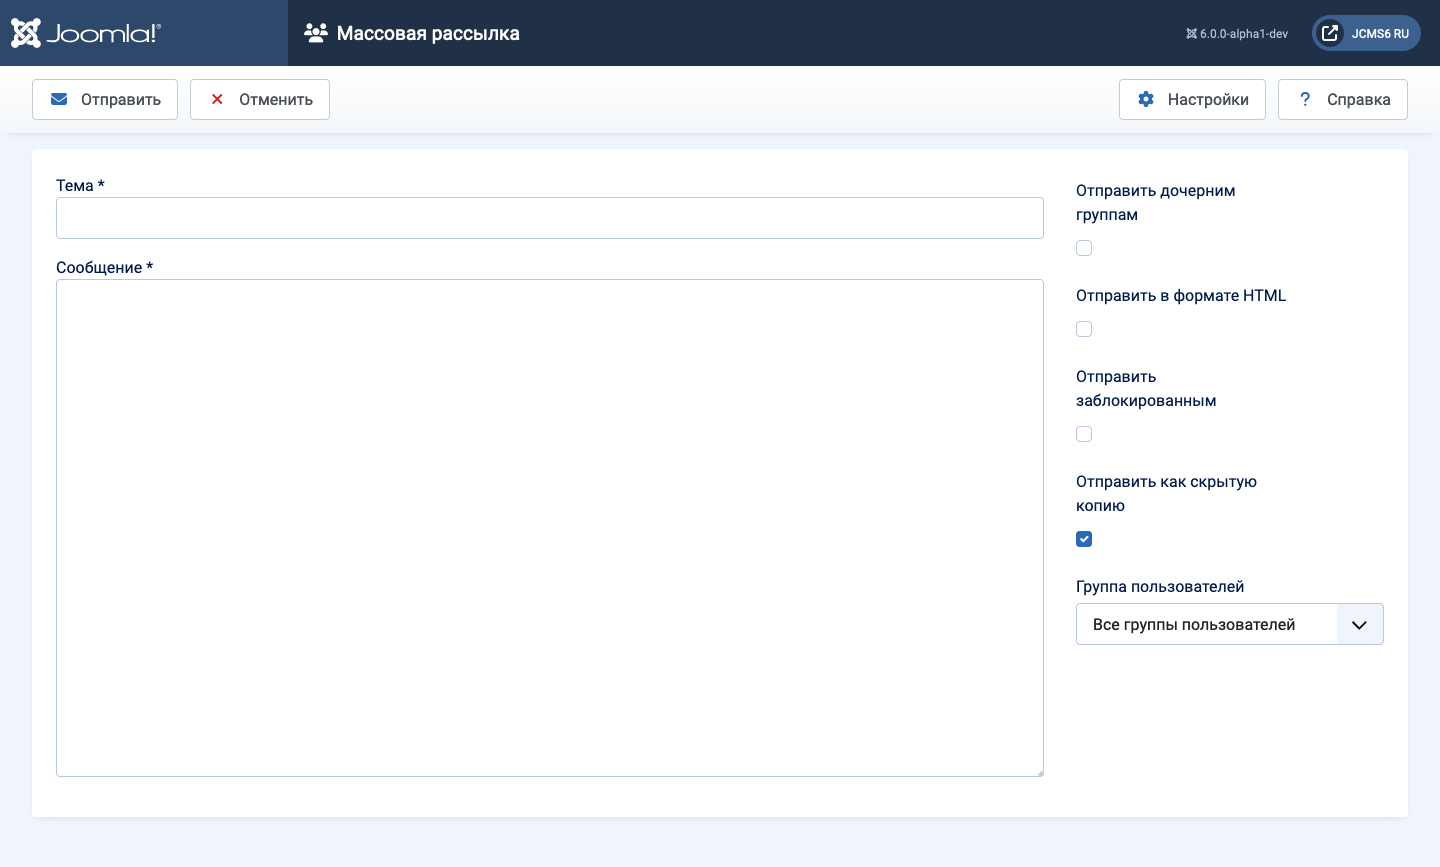 Joomla!®
Массовая рассылка
6.0.0-alpha1-dev
JCMS6 RU
Отправить
Отменить
Настройки
? Справка
Тема *
Сообщение *
Отправить дочерним
группам
Отправить в формате HTML
Отправить
заблокированным
Отправить как скрытую
копию
Группа пользователей
Все группы пользователей